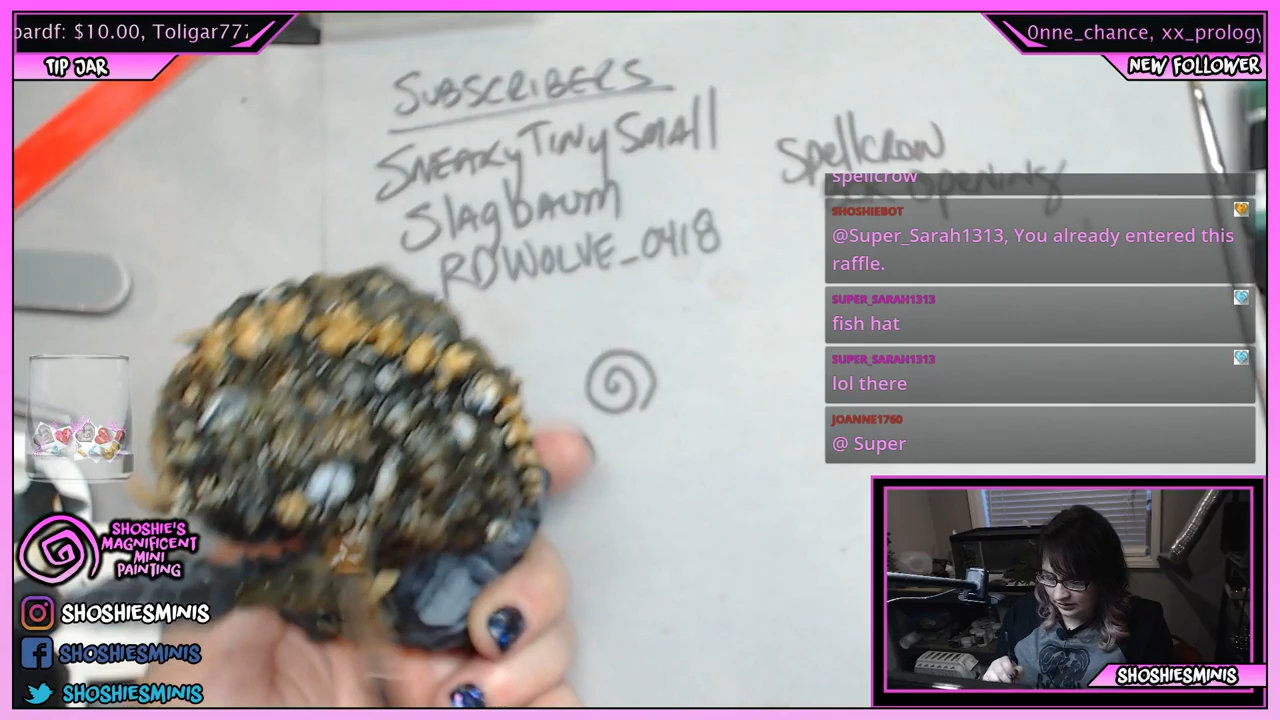 pardf: $10.00, Toligar777
TIP JAR
0nne_chance, xx_prology
NEW FOLLOWER
SUBSCRIBERS
SNEAKYTINYSMALL
Slagbaum
RDWOLVE_0418
Spellcrow
Opening
spellcrow
SHOSHIEBOT
@Super_Sarah1313, You already entered this
raffle.
SUPER_SARAH1313
fish hat
SUPER_SARAH1313
lol there
JOANNE1760
@ Super
SHOSHIE'S
MAGNIFICENT
MINI
PAINTING
SHOSHIESMINIS
SHOSHIESMINIS
SHOSHIESMINIS
SHOSHIESMINIS